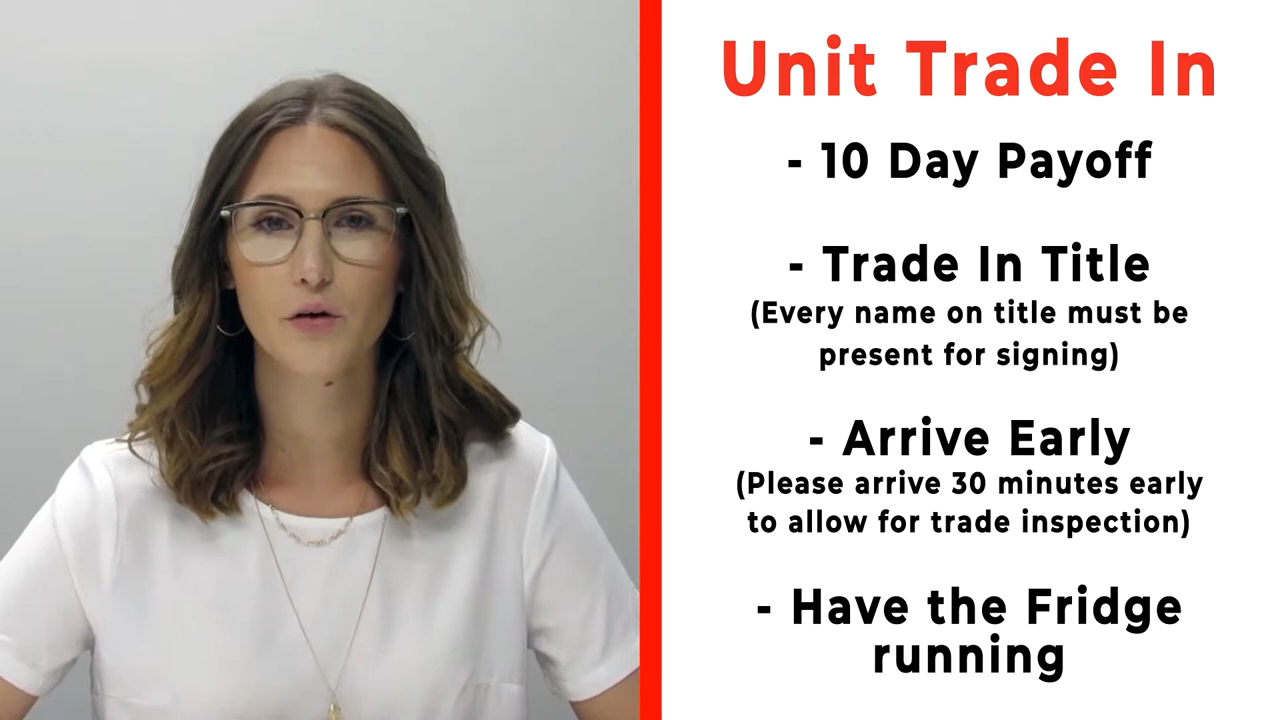 Unit Trade In
- 10 Day Payoff
- Trade In Title
(Every name on title must be
present for signing)
- Arrive Early
(Please arrive 30 minutes early
to allow for trade inspection)
- Have the Fridge
running